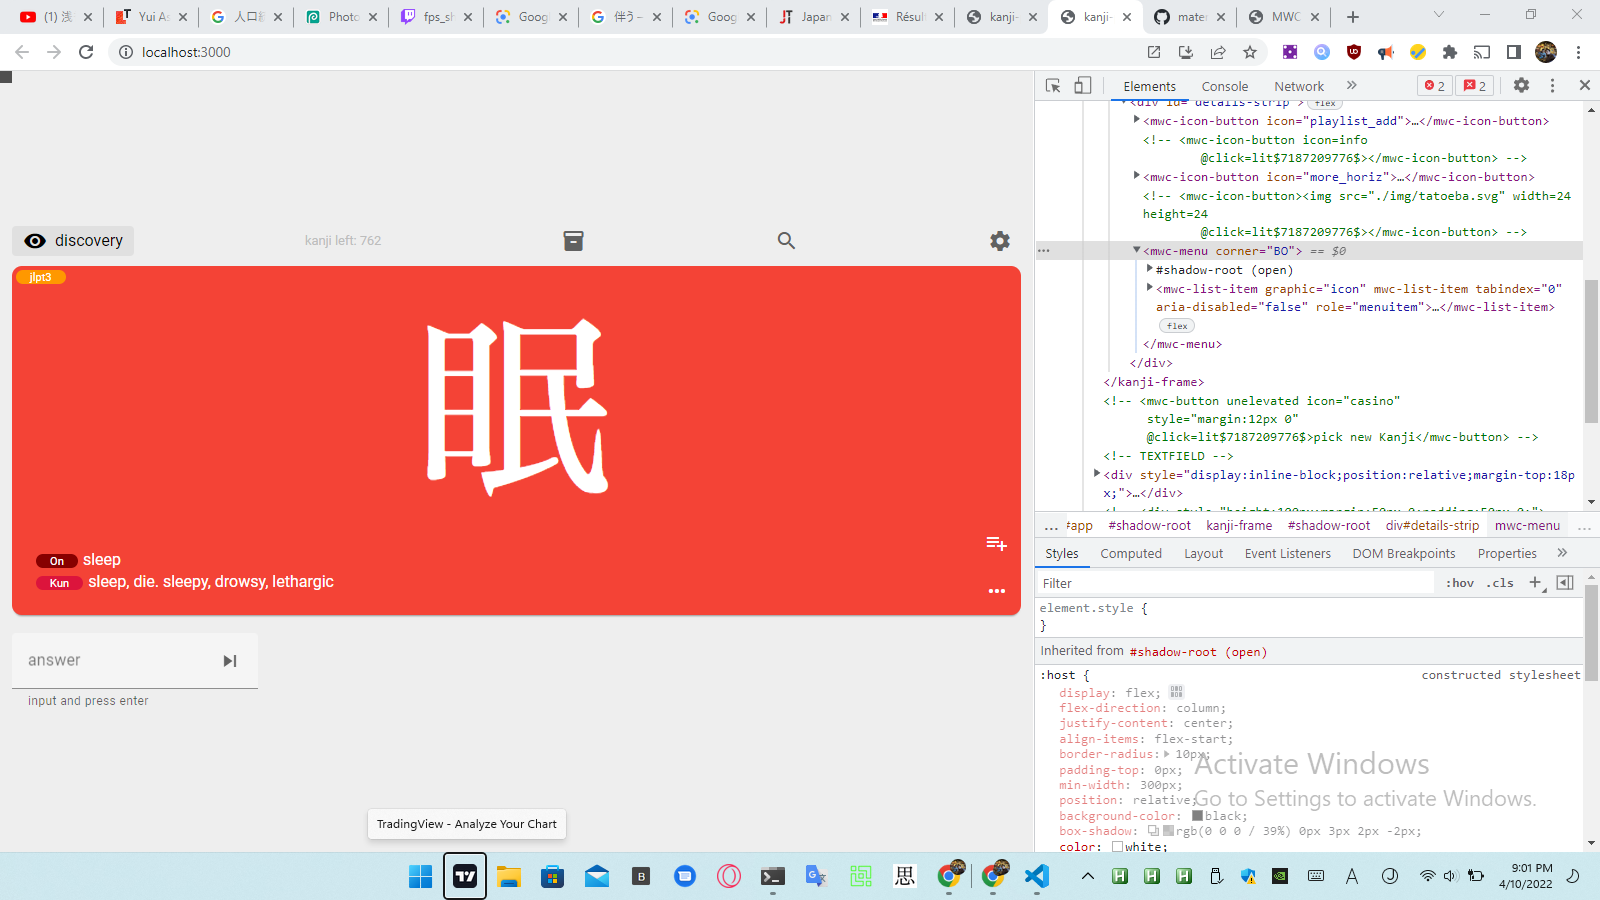 (1) 浅
Yui As
人口統
Photo
fps_sh
Googl
伴う –
Goog
Japan
Résul
kanji-
kanji-
mater
MWC
localhost:3000
discovery
kanji left: 762
jlpt3
眠
On sleep
Kun sleep, die. sleepy, drowsy, lethargic
answer
input and press enter
TradingView - Analyze Your Chart
Elements Console Network » 2 2
<div id="details-strip"> flex
<mwc-icon-button icon="playlist_add">…</mwc-icon-button>
<!-- <mwc-icon-button icon=info
@click=lit$7187209776$></mwc-icon-button> -->
<mwc-icon-button icon="more_horiz">…</mwc-icon-button>
<!-- <mwc-icon-button><img src="./img/tatoeba.svg" width=24
height=24
@click=lit$7187209776$></mwc-icon-button> -->
<mwc-menu corner="BO"> == $0
#shadow-root (open)
<mwc-list-item graphic="icon" mwc-list-item tabindex="0"
aria-disabled="false" role="menuitem">…</mwc-list-item>
flex
</mwc-menu>
</div>
</kanji-frame>
<!-- <mwc-button unelevated icon="casino"
style="margin:12px 0"
@click=lit$7187209776$>pick new Kanji</mwc-button> -->
<!-- TEXTFIELD -->
<div style="display:inline-block;position:relative;margin-top:18p
x;">…</div>
… #app #shadow-root kanji-frame #shadow-root div#details-strip mwc-menu …
Styles Computed Layout Event Listeners DOM Breakpoints Properties »
Filter :hov .cls +
element.style {
}
Inherited from #shadow-root (open)
:host { constructed stylesheet
display: flex;
flex-direction: column;
justify-content: center;
align-items: flex-start;
border-radius: 10px;
padding-top: 0px;
min-width: 300px;
position: relative;
background-color: black;
box-shadow: rgb(0 0 0 / 39%) 0px 3px 2px -2px;
color: white;
Activate Windows
Go to Settings to activate Windows.
思
9:01 PM
4/10/2022